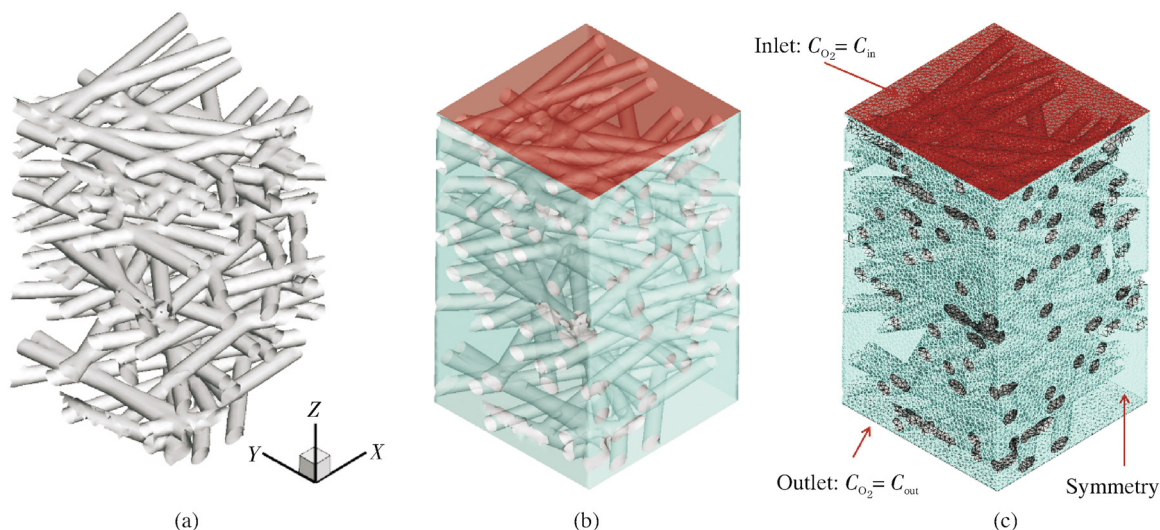 Inlet: C_O₂ = C_in
Z
Y
X
Outlet: C_O₂ = C_out
Symmetry
(a)
(b)
(c)